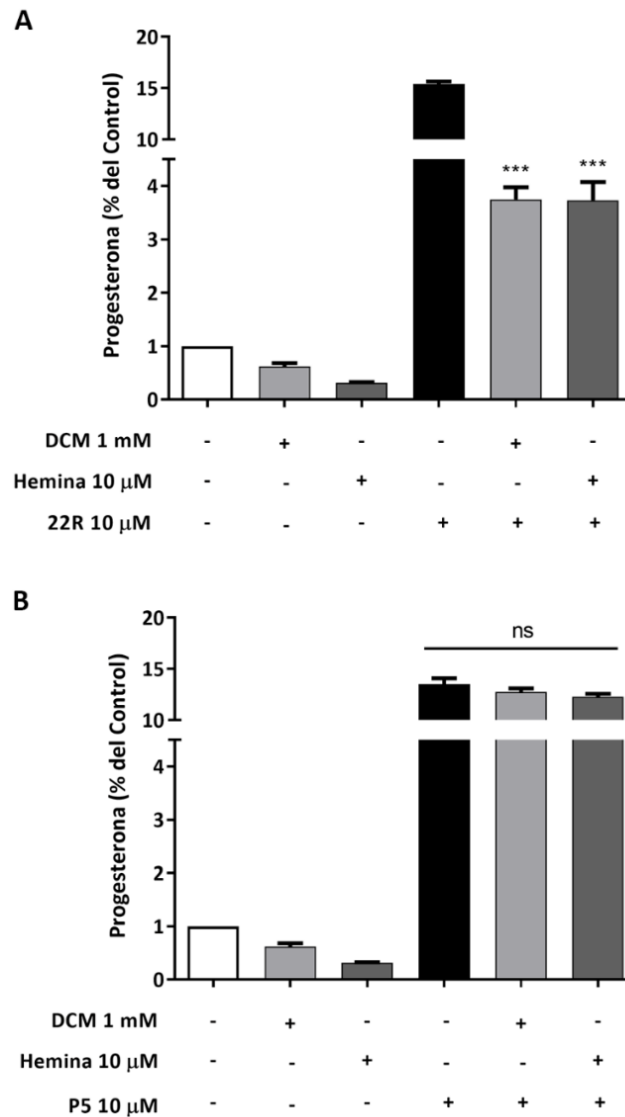 A
Progesterona (% del Control)
20
15
10
4
3
2
1
0
*** ***
DCM 1 mM - + - - + -
Hemina 10 µM - - + - - +
22R 10 µM - - - + + +
B
Progesterona (% del Control)
20
15
10
4
3
2
1
0
ns
DCM 1 mM - + - - + -
Hemina 10 µM - - + - - +
P5 10 µM - - - + + +